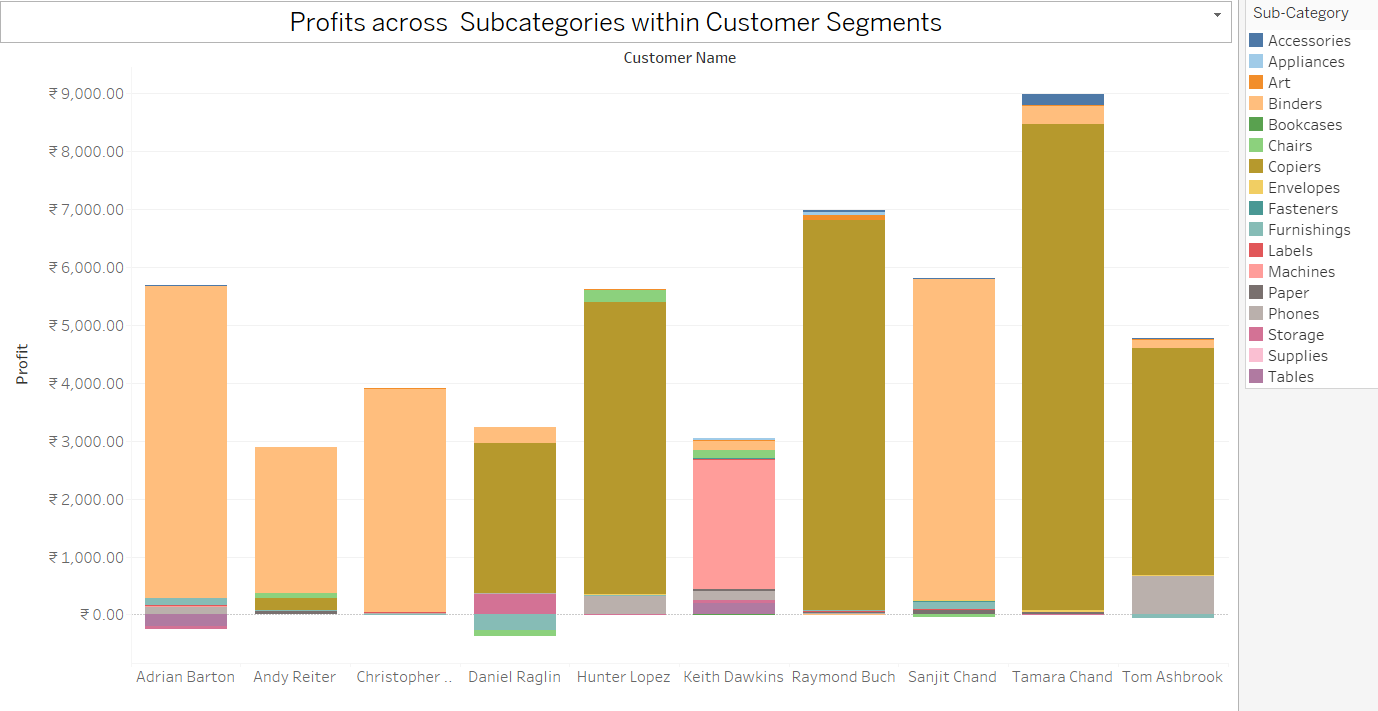 Profits across  Subcategories within Customer Segments
Sub-Category
Accessories
Appliances
Art
Binders
Bookcases
Chairs
Copiers
Envelopes
Fasteners
Furnishings
Labels
Machines
Paper
Phones
Storage
Supplies
Tables
Customer Name
Profit
₹ 9,000.00
₹ 8,000.00
₹ 7,000.00
₹ 6,000.00
₹ 5,000.00
₹ 4,000.00
₹ 3,000.00
₹ 2,000.00
₹ 1,000.00
₹ 0.00
Adrian Barton Andy Reiter Christopher .. Daniel Raglin Hunter Lopez Keith Dawkins Raymond Buch Sanjit Chand Tamara Chand Tom Ashbrook